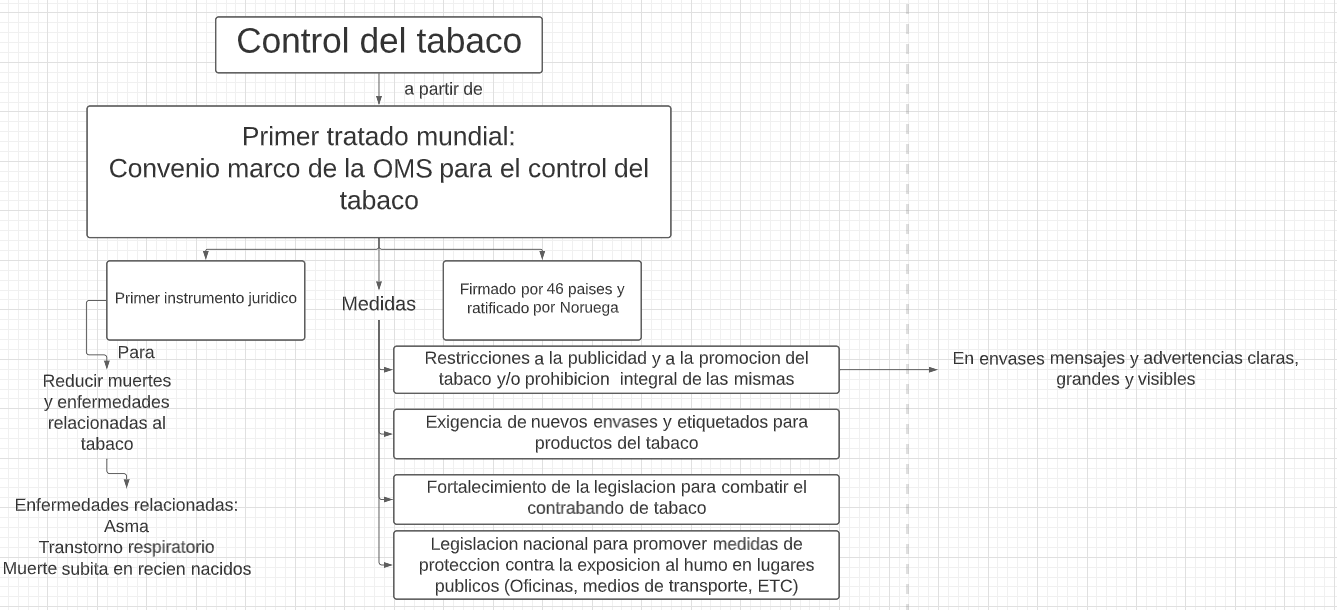 Control del tabaco
a partir de
Primer tratado mundial:
Convenio marco de la OMS para el control del
tabaco
Primer instrumento juridico
Medidas
Firmado por 46 paises y
ratificado por Noruega
Para
Reducir muertes
y enfermedades
relacionadas al
tabaco
Enfermedades relacionadas:
Asma
Transtorno respiratorio
Muerte subita en recien nacidos
Restricciones a la publicidad y a la promocion del
tabaco y/o prohibicion integral de las mismas
En envases mensajes y advertencias claras,
grandes y visibles
Exigencia de nuevos envases y etiquetados para
productos del tabaco
Fortalecimiento de la legislacion para combatir el
contrabando de tabaco
Legislacion nacional para promover medidas de
proteccion contra la exposicion al humo en lugares
publicos (Oficinas, medios de transporte, ETC)